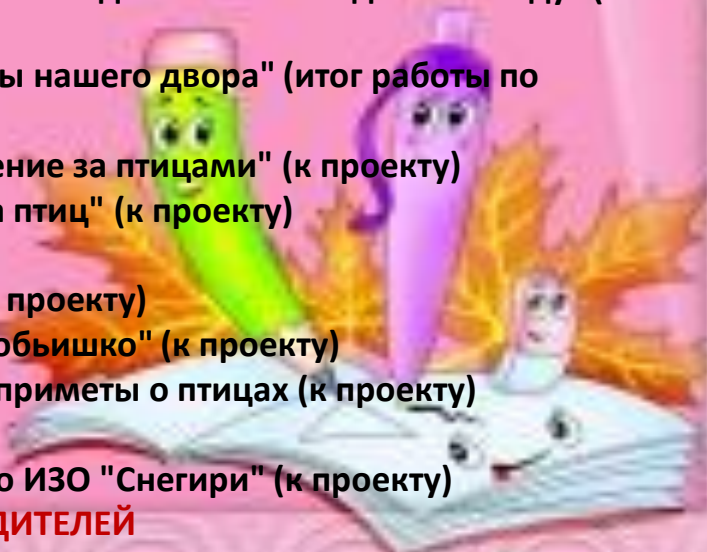 ы нашего двора" (итог работы по
ение за птицами" (к проекту)
птиц" (к проекту)
проекту)
обьишко" (к проекту)
приметы о птицах (к проекту)
о ИЗО "Снегири" (к проекту)
ДИТЕЛЕЙ